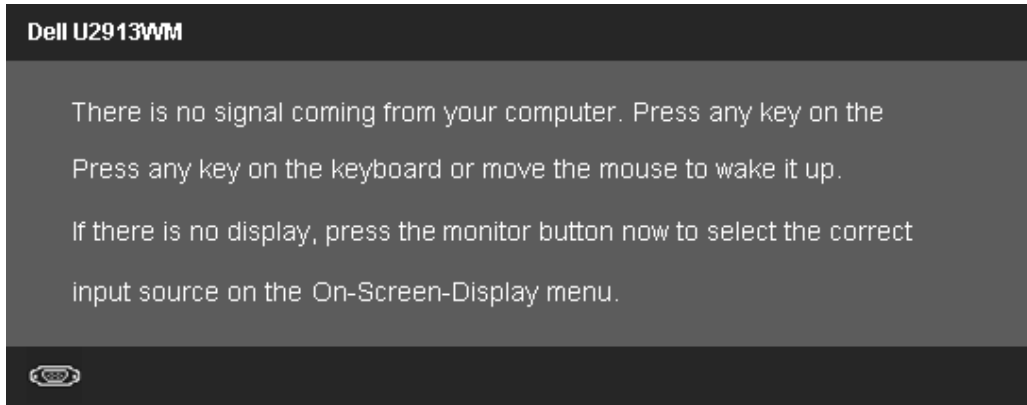 Dell U2913WM
There is no signal coming from your computer. Press any key on the
Press any key on the keyboard or move the mouse to wake it up.
If there is no display, press the monitor button now to select the correct
input source on the On-Screen-Display menu.